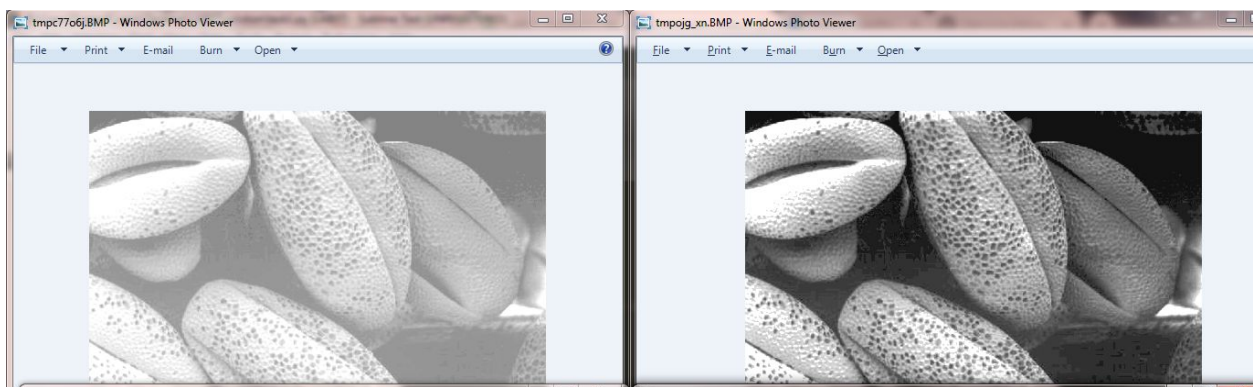 tmpc77o6j.BMP - Windows Photo Viewer
File Print E-mail Burn Open
tmpojg_xn.BMP - Windows Photo Viewer
File Print E-mail Burn Open